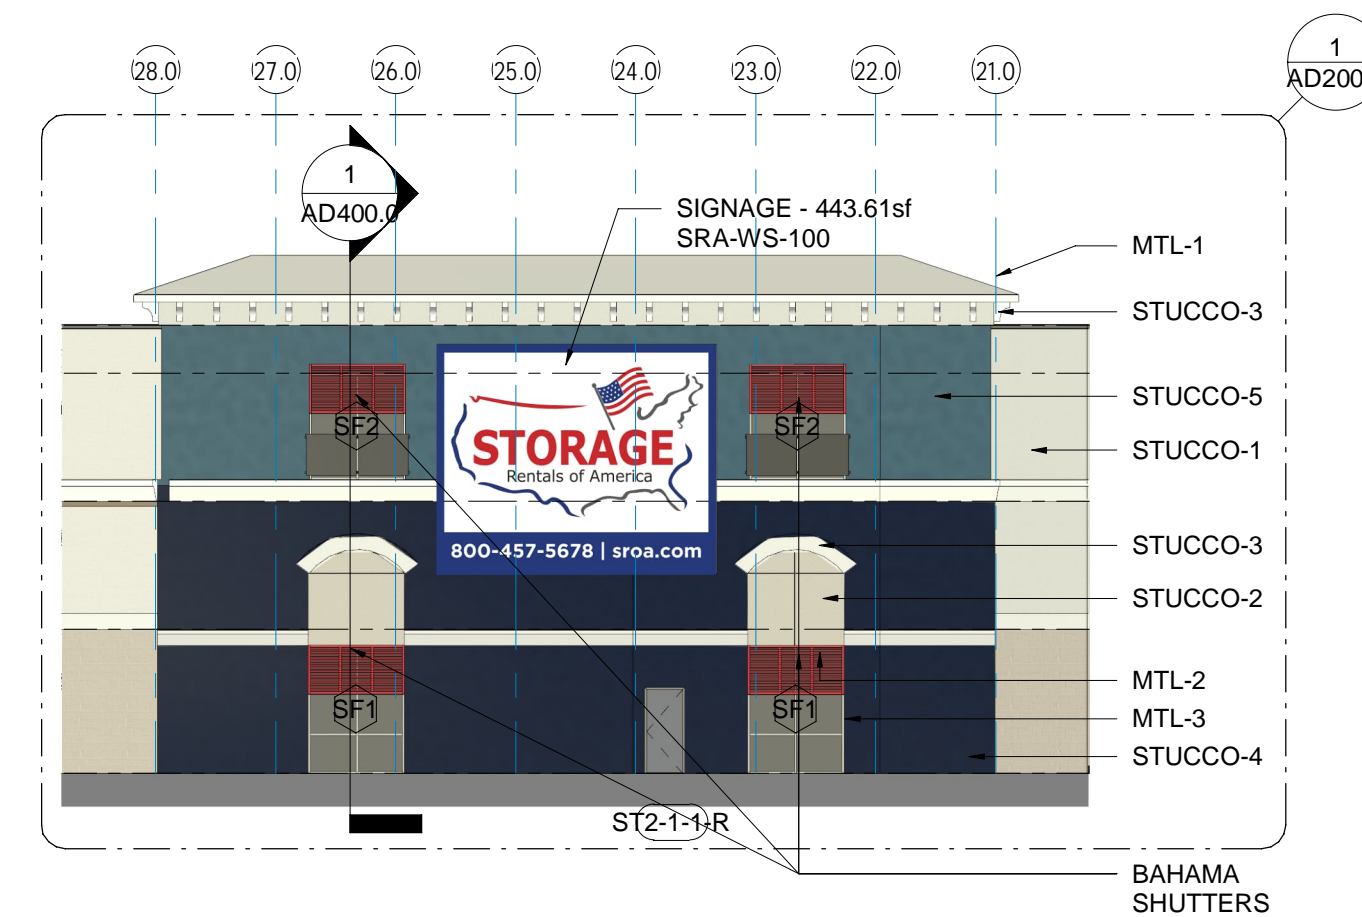 1
AD200
(28.0)
(27.0)
(26.0)
(25.0)
(24.0)
(23.0)
(22.0)
(21.0)
1
AD400.0
SIGNAGE - 443.61sf
SRA-WS-100
MTL-1
STUCCO-3
STUCCO-5
STUCCO-1
STUCCO-3
STUCCO-2
MTL-2
MTL-3
STUCCO-4
SF2
SF2
STORAGE
Rentals of America
800-457-5678 | sroa.com
SF1
SF1
ST2-1-1-R
BAHAMA
SHUTTERS